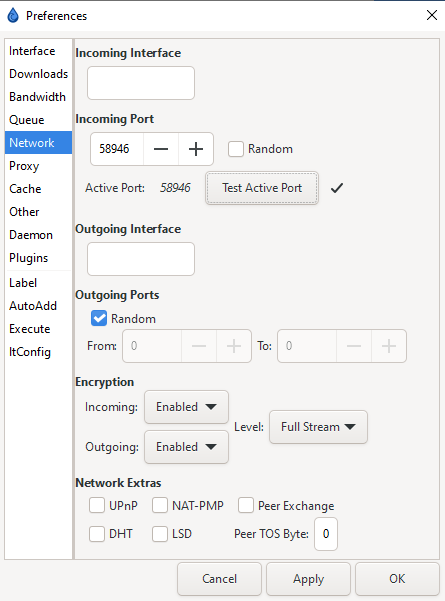 Preferences
Interface
Downloads
Bandwidth
Queue
Network
Proxy
Cache
Other
Daemon
Plugins
Label
AutoAdd
Execute
ltConfig
Incoming Interface
Incoming Port
58946 Random
Active Port: 58946 Test Active Port
Outgoing Interface
Outgoing Ports
Random
From: 0 To: 0
Encryption
Incoming: Enabled
Level: Full Stream
Outgoing: Enabled
Network Extras
UPnP NAT-PMP Peer Exchange
DHT LSD Peer TOS Byte: 0
Cancel Apply OK